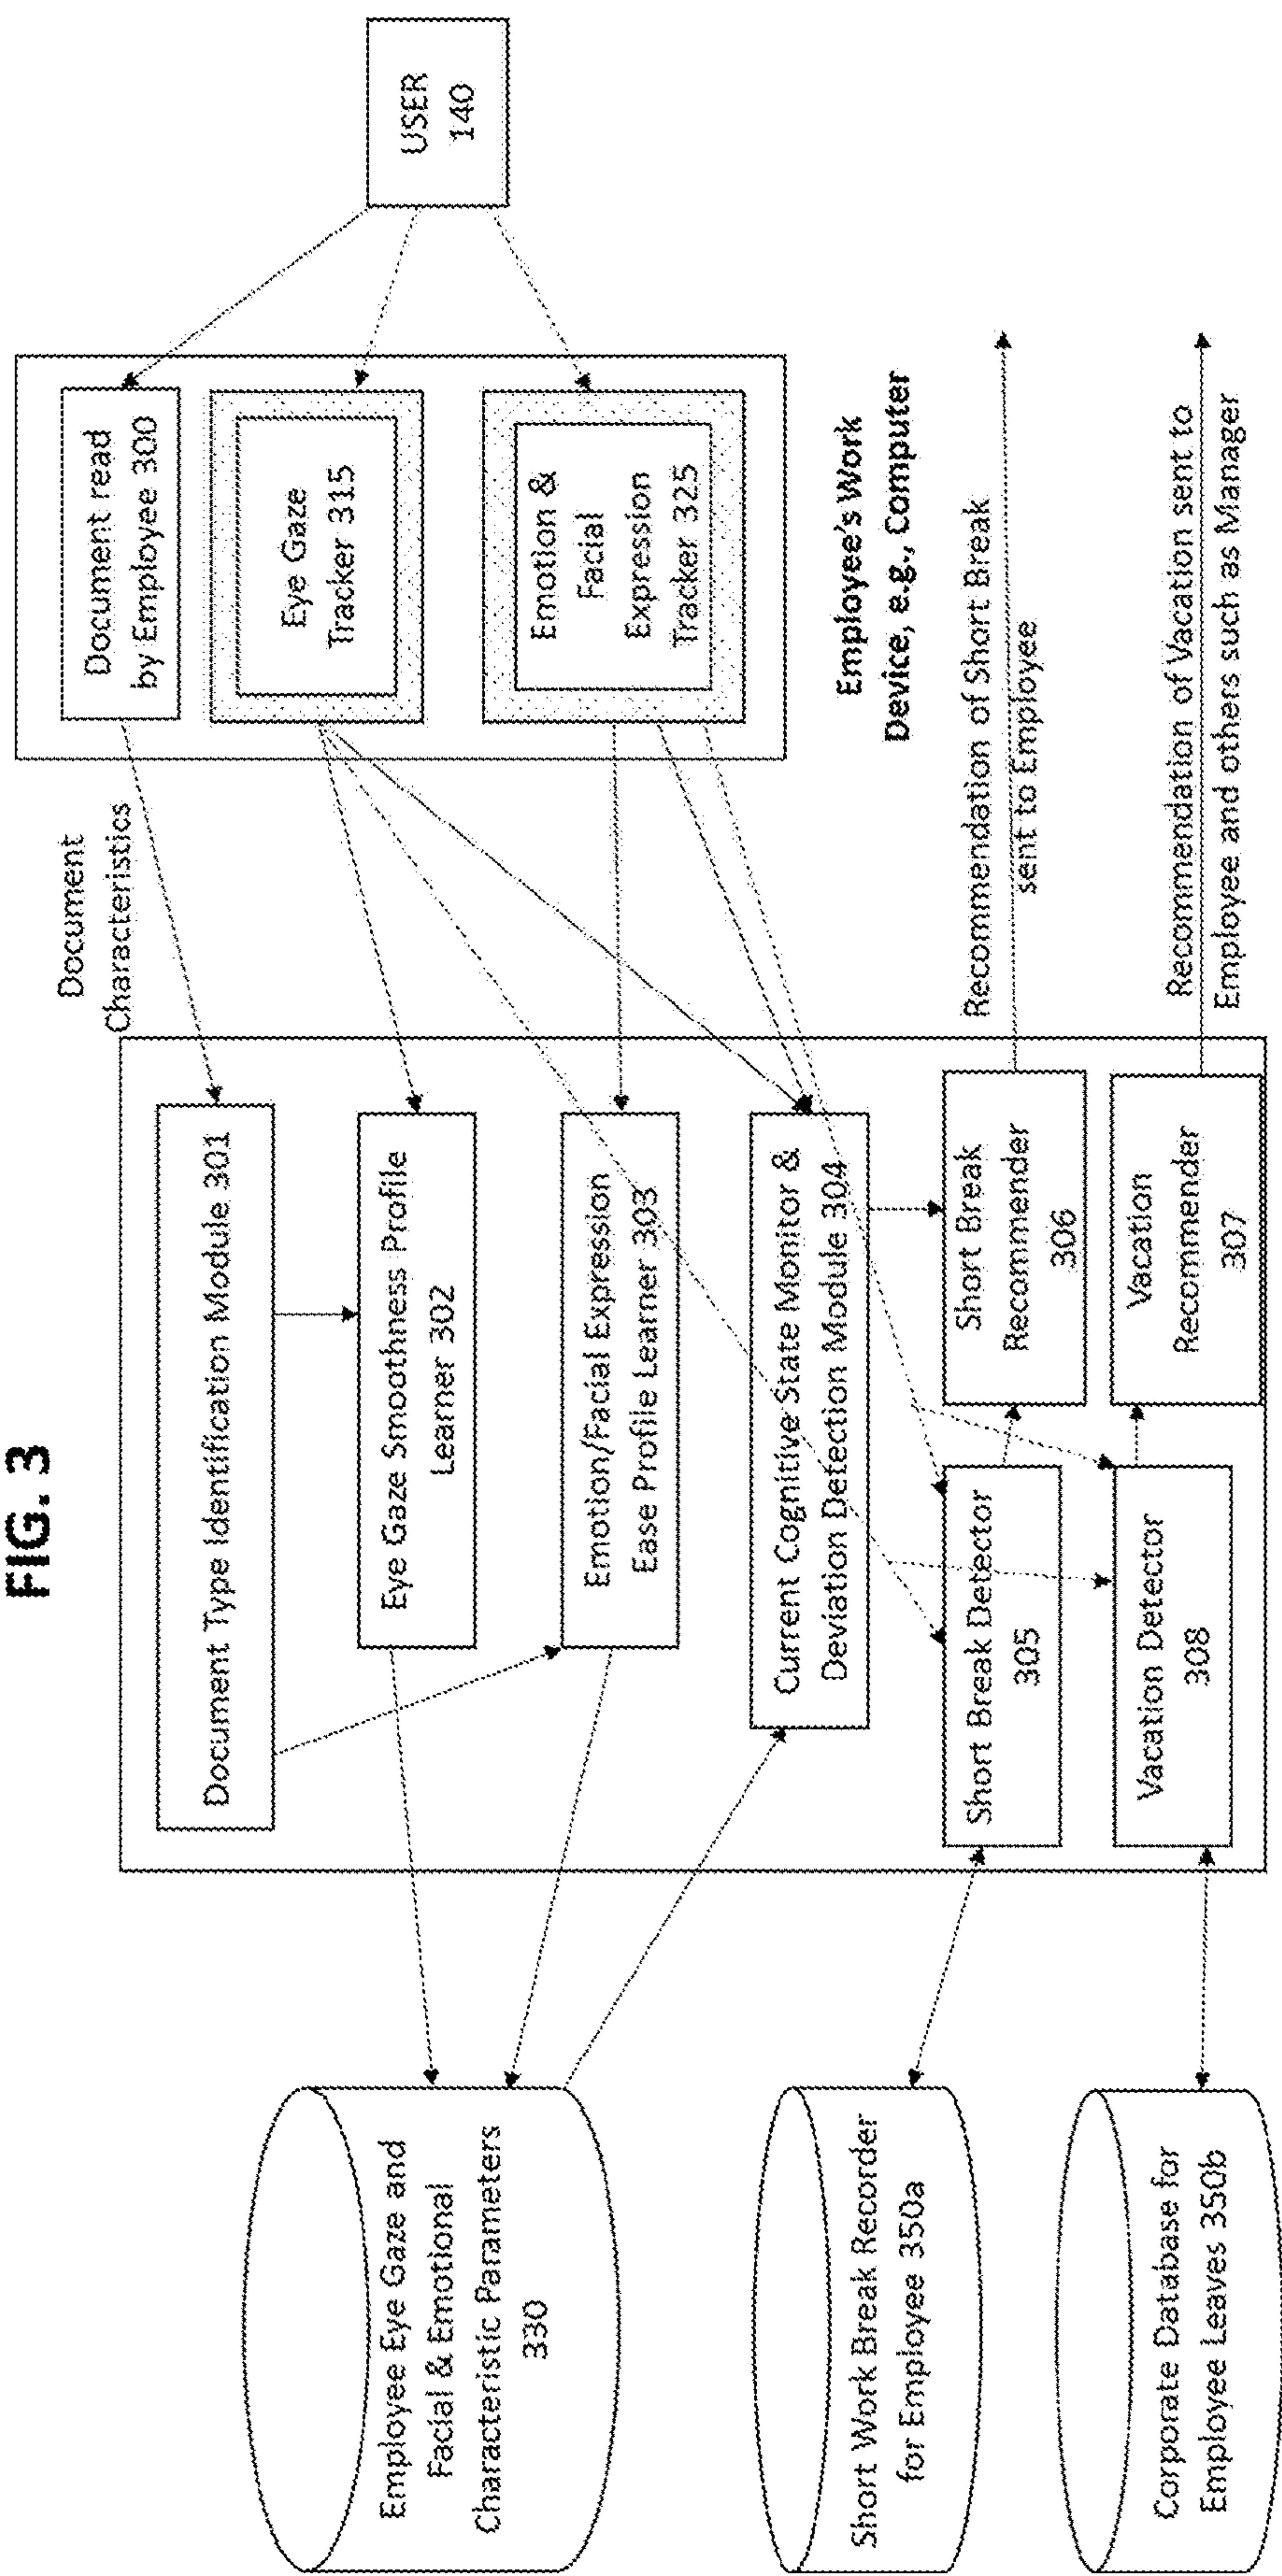 FIG. 3
Employee Eye Gaze and
Facial & Emotional
Characteristic Parameters
330
Short Work Break Recorder
for Employee 350a
Corporate Database for
Employee Leaves 350b
Document Type Identification Module 301
Eye Gaze Smoothness Profile
Learner 302
Emotion/Facial Expression
Ease Profile Learner 303
Current Cognitive State Monitor &
Deviation Detection Module 304
Short Break Detector
305
Short Break
Recommender
306
Vacation Detector
308
Vacation
Recommender
307
Document
Characteristics
Document read
by Employee 300
Eye Gaze
Tracker 315
Emotion &
Facial
Expression
Tracker 325
Employee's Work
Device, e.g., Computer
Recommendation of Short Break
sent to Employee
Recommendation of Vacation sent to
Employee and others such as Manager
USER
140